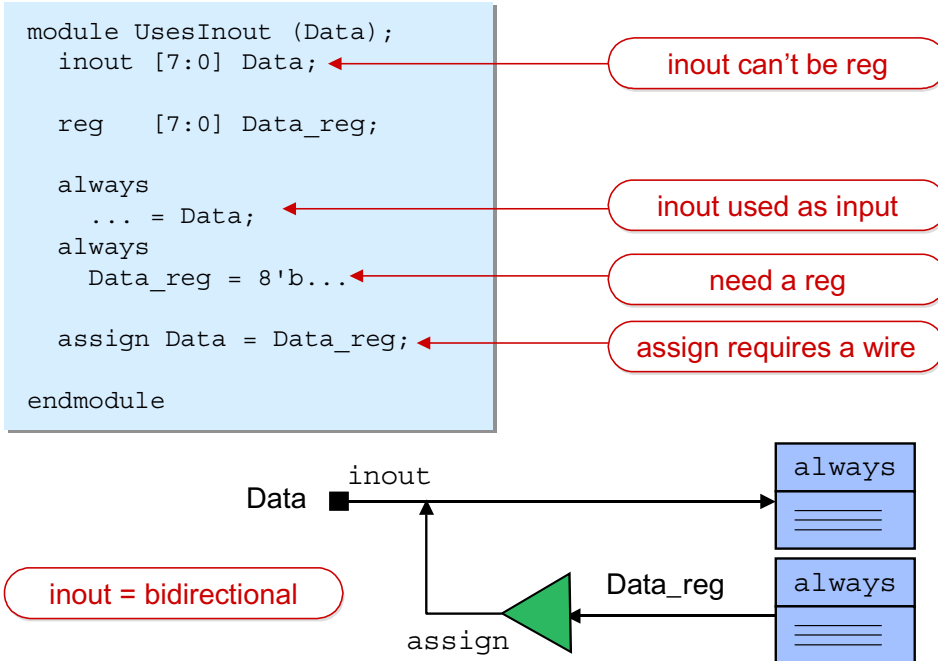 module UsesInout (Data);
inout [7:0] Data;
inout can't be reg
reg [7:0] Data_reg;
always
... = Data;
inout used as input
always
Data_reg = 8'b...
need a reg
assign Data = Data_reg;
assign requires a wire
endmodule
inout
always
Data
inout = bidirectional
Data_reg
always
assign